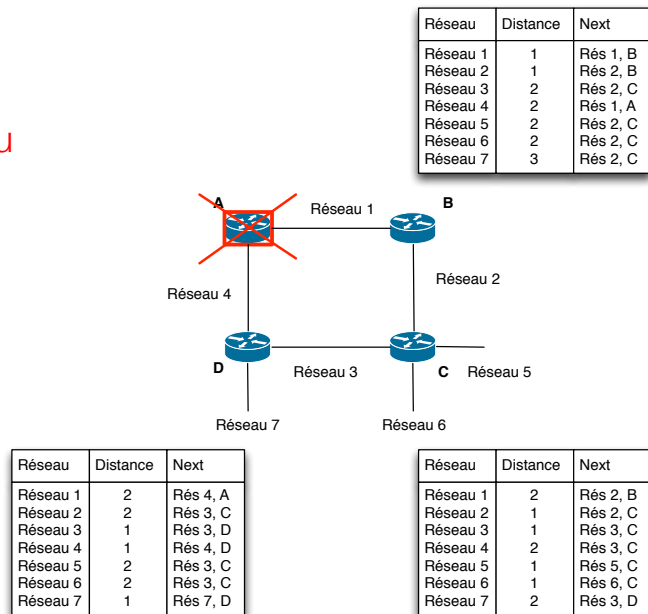 Réseau Distance Next
Réseau 1 1 Rés 1, B
Réseau 2 1 Rés 2, B
Réseau 3 2 Rés 2, C
Réseau 4 2 Rés 1, A
Réseau 5 2 Rés 2, C
Réseau 6 2 Rés 2, C
Réseau 7 3 Rés 2, C
u
A
Réseau 1
B
Réseau 4
Réseau 2
D
Réseau 3
C
Réseau 5
Réseau 7
Réseau 6
Réseau Distance Next
Réseau 1 2 Rés 4, A
Réseau 2 2 Rés 3, C
Réseau 3 1 Rés 3, D
Réseau 4 1 Rés 4, D
Réseau 5 2 Rés 3, C
Réseau 6 2 Rés 3, C
Réseau 7 1 Rés 7, D
Réseau Distance Next
Réseau 1 2 Rés 2, B
Réseau 2 1 Rés 2, C
Réseau 3 1 Rés 3, C
Réseau 4 2 Rés 3, C
Réseau 5 1 Rés 5, C
Réseau 6 1 Rés 6, C
Réseau 7 2 Rés 3, D